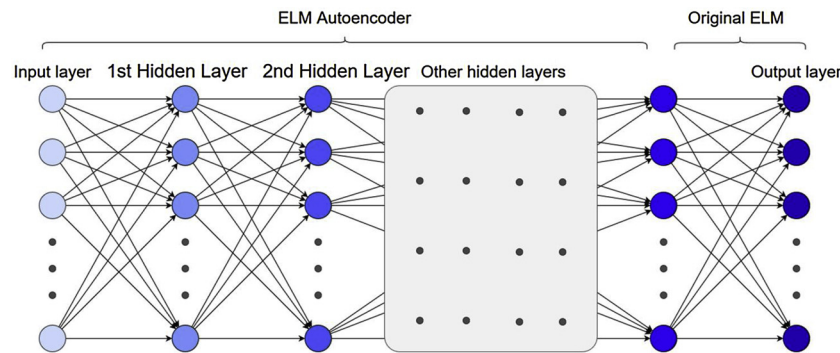 ELM Autoencoder
Original ELM
Input layer
1st Hidden Layer
2nd Hidden Layer
Other hidden layers
Output layer